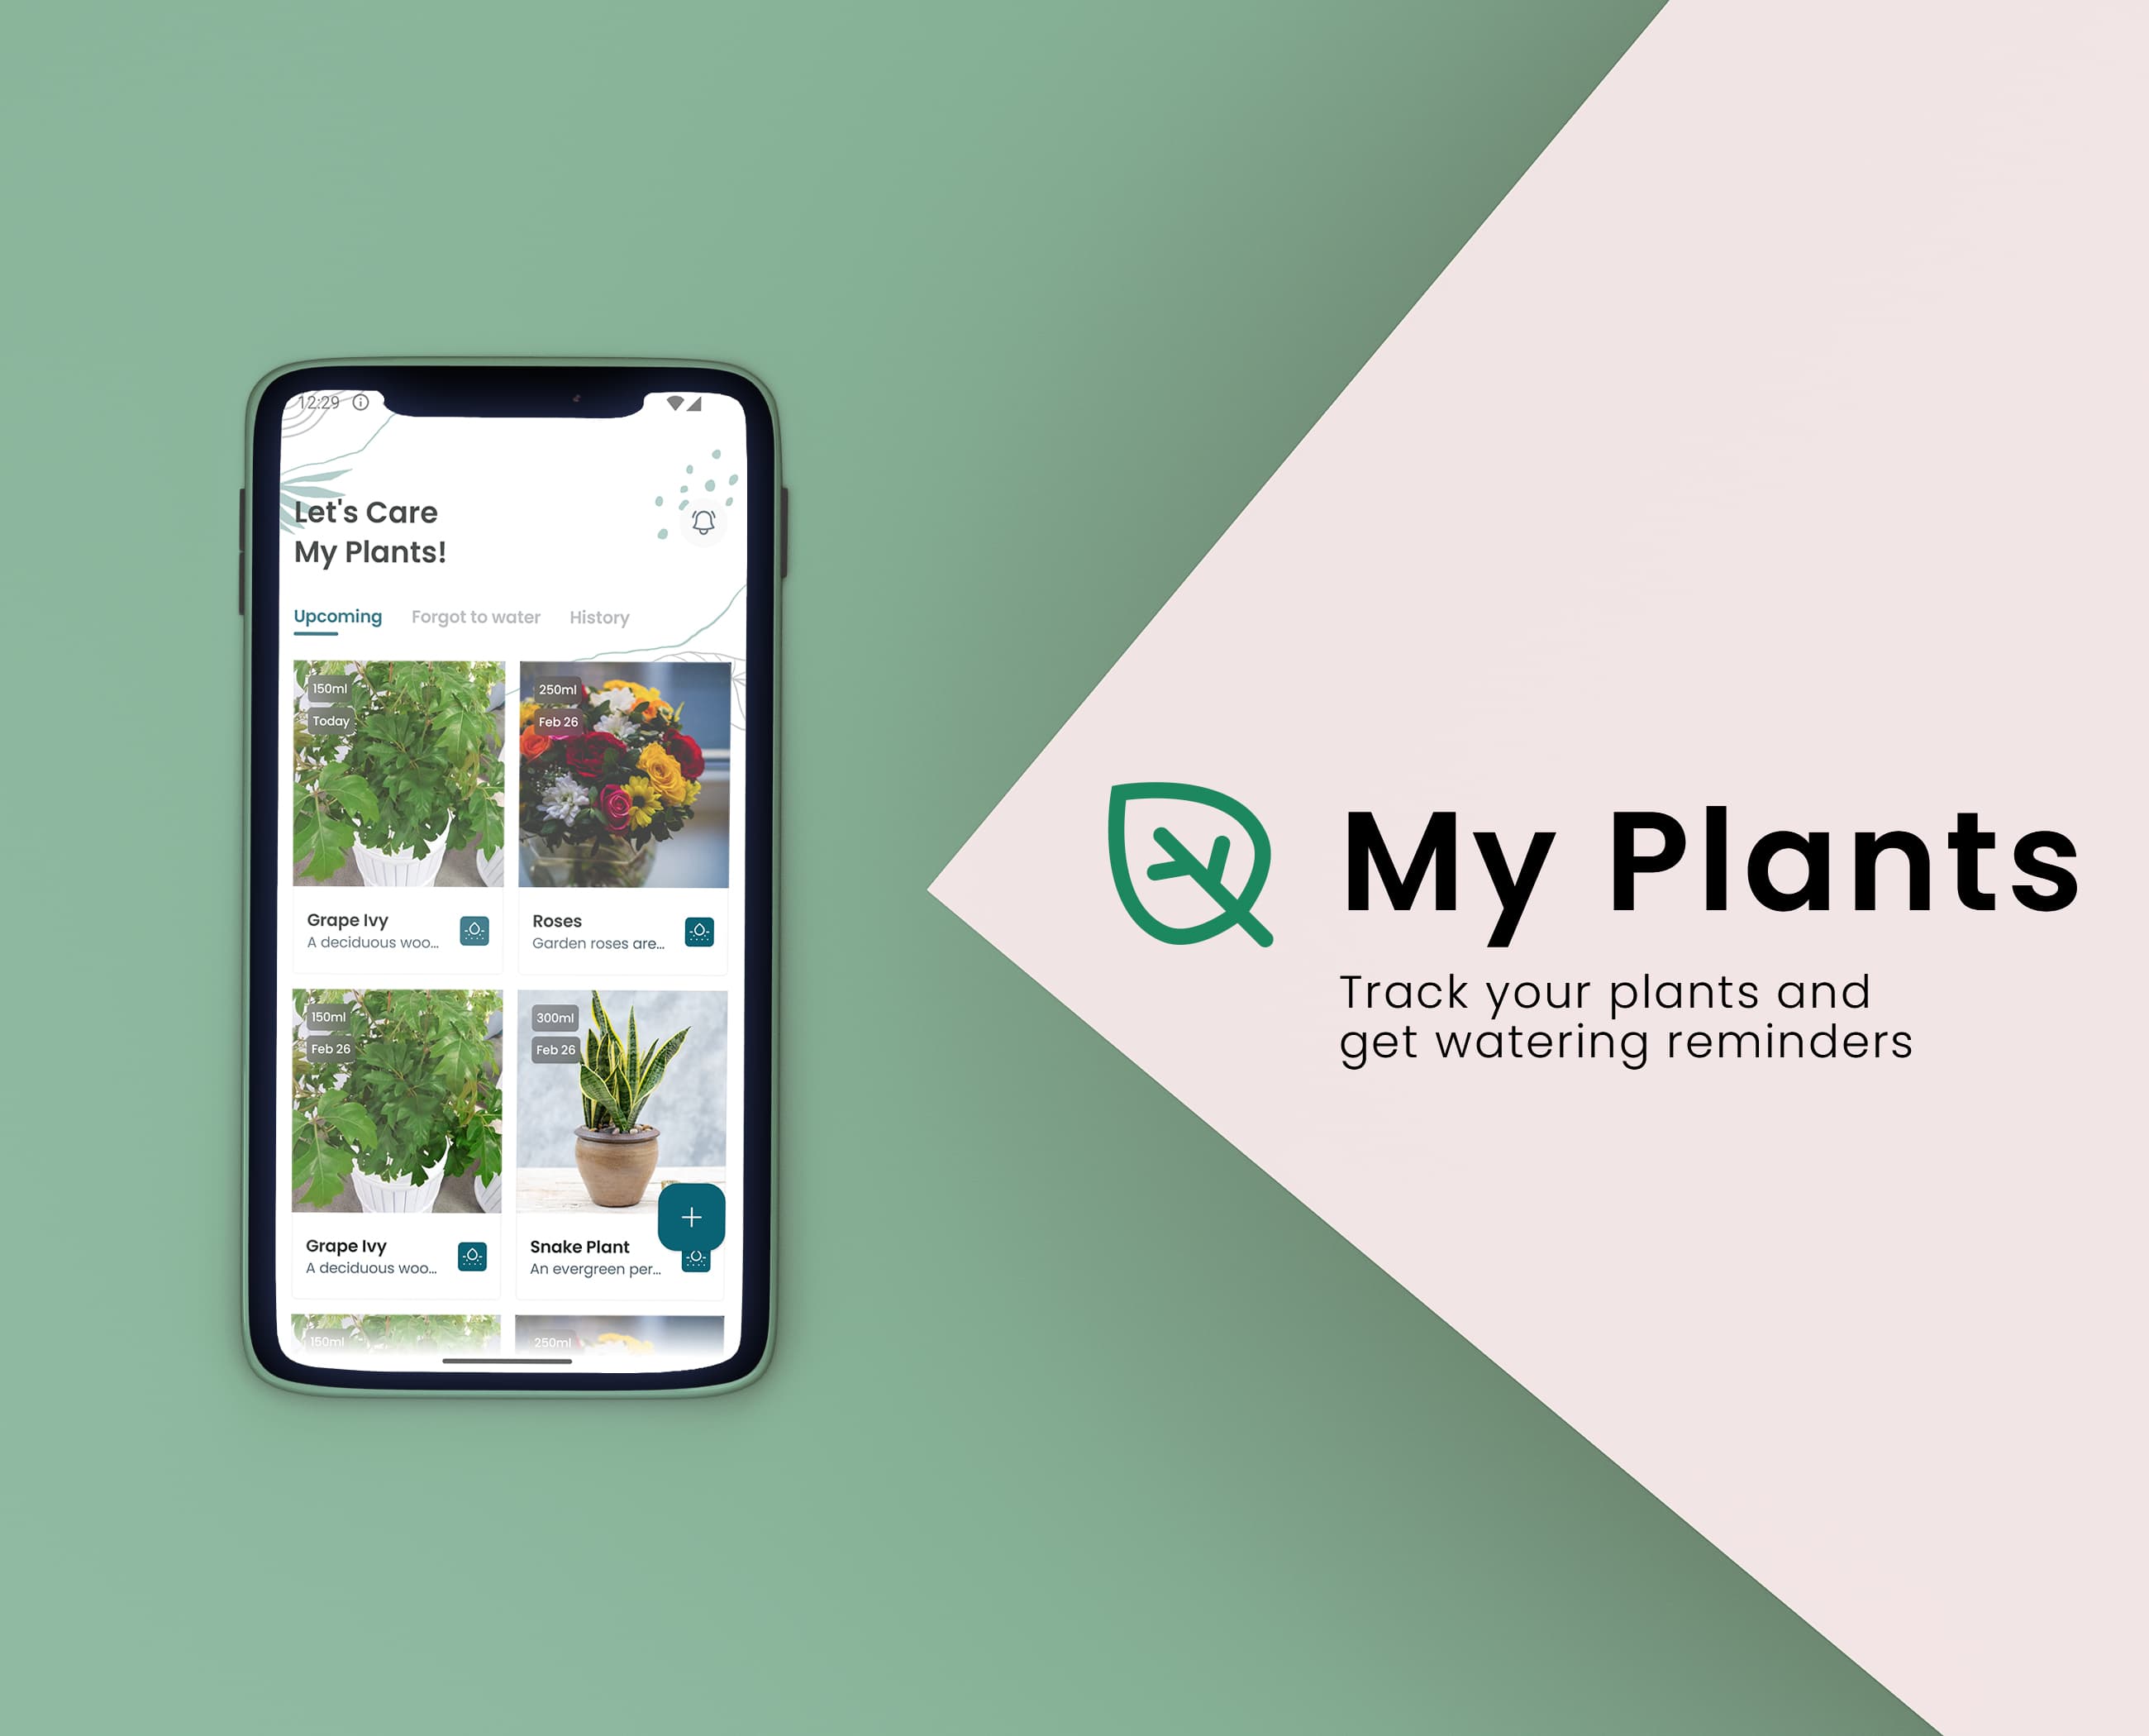 12:29
Let's Care
My Plants!
Upcoming Forgot to water History
150ml
Today
250ml
Feb 26
Grape Ivy
A deciduous woo...
Roses
Garden roses are...
150ml
Feb 26
300ml
Feb 26
Grape Ivy
A deciduous woo...
Snake Plant
An evergreen per...
150ml
250ml
My Plants
Track your plants and
get watering reminders